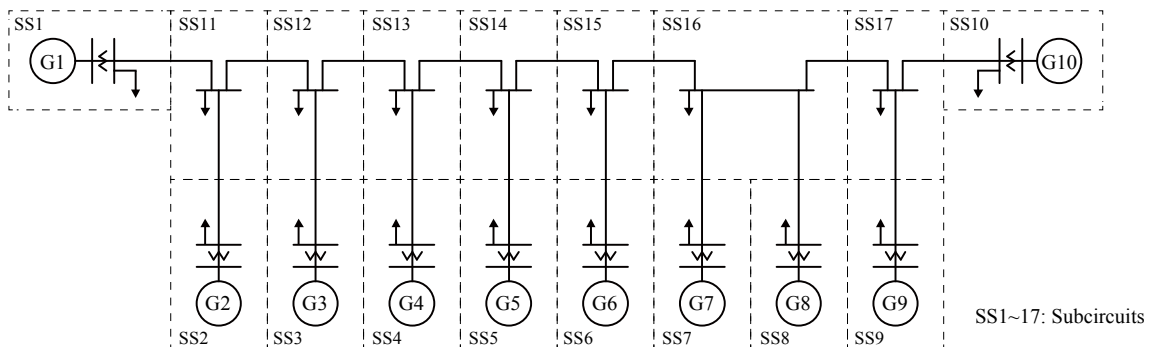 SS1
SS11
SS12
SS13
SS14
SS15
SS16
SS17
SS10
G1
G10
G2
G3
G4
G5
G6
G7
G8
G9
SS1~17: Subcircuits
SS2
SS3
SS4
SS5
SS6
SS7
SS8
SS9